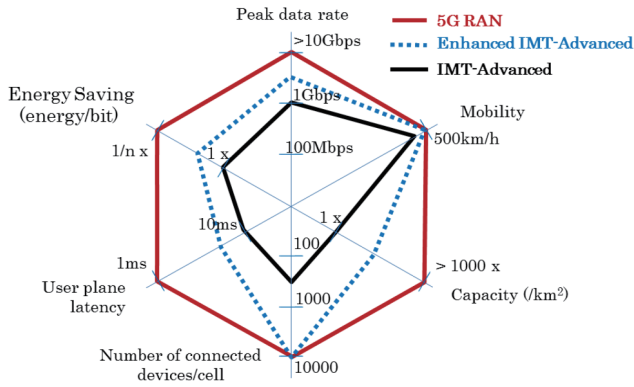 Peak data rate
>10Gbps
5G RAN
Enhanced IMT-Advanced
IMT-Advanced
Energy Saving
(energy/bit)
1Gbps
Mobility
500km/h
1/n x
1 x
100Mbps
10ms
1 x
100
1ms
> 1000 x
User plane
latency
1000
Capacity (/km²)
Number of connected
devices/cell
10000